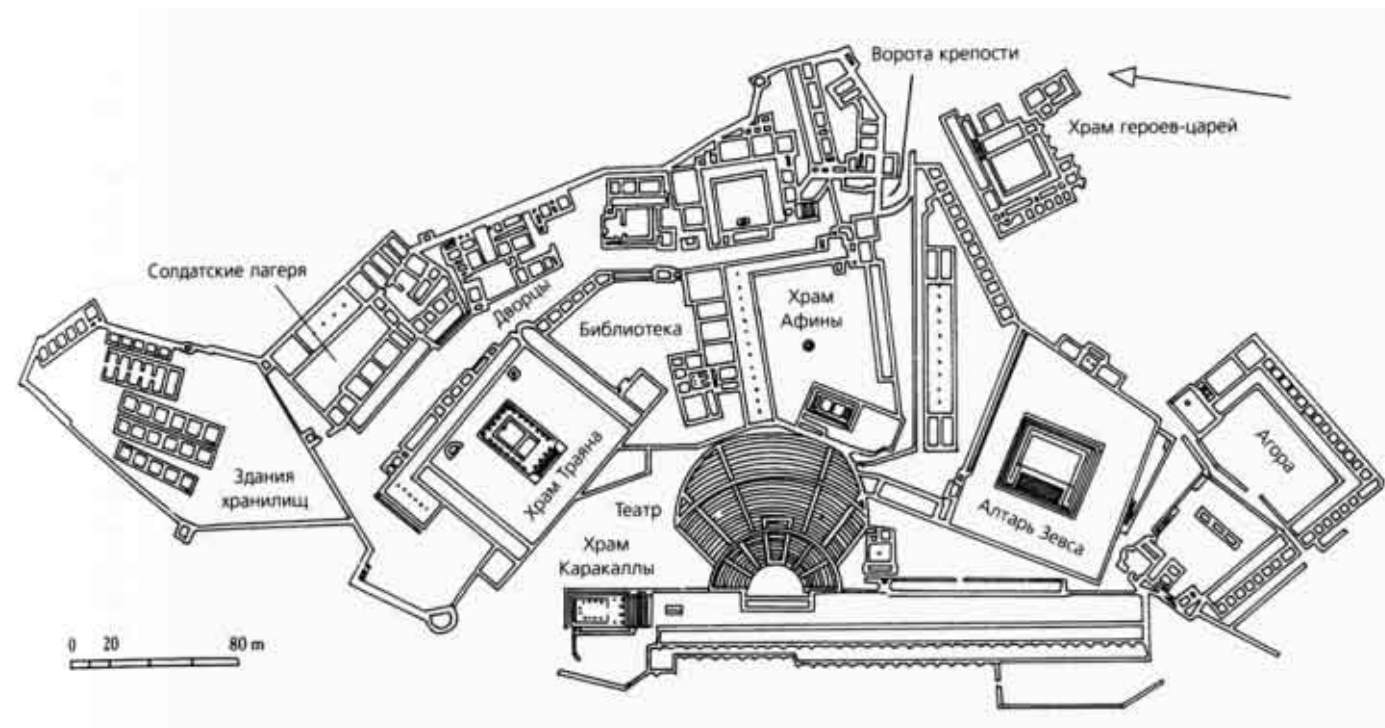 Ворота крепости
Храм героев-царей
Солдатские лагеря
Дворцы
Библиотека
Храм
Афины
Агора
Здания
хранилищ
Храм Траяна
Театр
Алтарь Зевса
Храм
Каракаллы
0 20 80 m